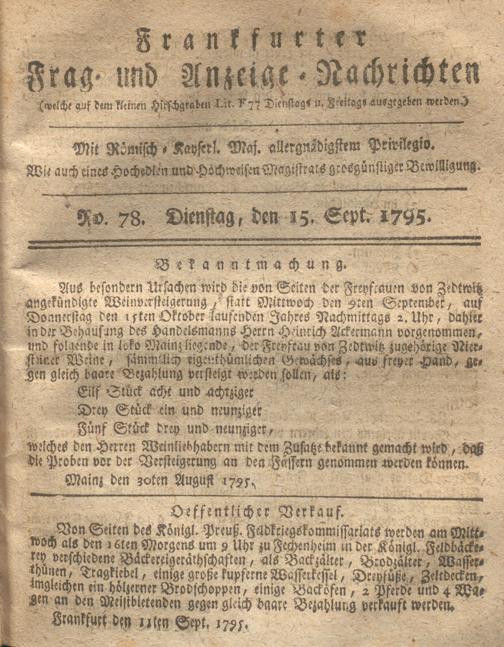 Frankfurter
Frag- und Anzeige-Nachrichten
(welche auf dem kleinen Hirschgraben Lit. F 77 Dienstags u. Freitags ausgegeben werden.)
Mit Römisch-Kayserl. Maj. allergnädigstem Privilegio.
Wie auch eines Hochedlen und Hochweisen Magistrats grosgünstiger Bewilligung.
No. 78. Dienstag, den 15. Sept. 1795.
Bekanntmachung.
Aus besondern Ursachen wird die von Seiten der Freyfrauen von Zedtwitz
angekündigte Weinversteigerung, statt Mittwoch den 9ten September, auf
Donnerstag den 15ten Oktober laufenden Jahres Nachmittags 2. Uhr, dahier
in der Behausung des Handelsmanns Herrn Heinrich Ackermann vorgenommen,
und folgende in loko Mainz liegende, der Freyfrau von Zedtwitz zugehörige Nier-
steiner Weine, sämmtlich eigenthümlichen Gewächses, aus freyer Hand, ge-
gen gleich baare Bezahlung versteigt werden sollen, als:
Eilf Stück acht und achtziger
Drey Stück ein und neunziger
Fünf Stück drey und neunziger,
welches den Herren Weinliebhabern mit dem Zusatze bekannt gemacht wird, daß
die Proben vor der Versteigerung an den Fässern genommen werden können.
Mainz den 30ten August 1795.
Oeffentlicher Verkauf.
Von Seiten des Königl. Preuß. Feldkriegskommissariats werden am Mitt-
woch als den 16ten Morgens um 9 Uhr zu Fechenheim in der Königl. Feldbäcke-
rey verschiedene Bäckereigeräthschaften, als Backzälter, Brodzälter, Wasser-
thünen, Tragkiebel, einige große kupferne Wasserkessel, Dreyfüße, Zeltdecken,
imgleichen ein hölzerner Brodschoppen, einige Backöfen, 2 Pferde und 4 Wa-
gen an den Meistbietenden gegen gleich baare Bezahlung verkauft werden.
Frankfurt den 11ten Sept. 1795.